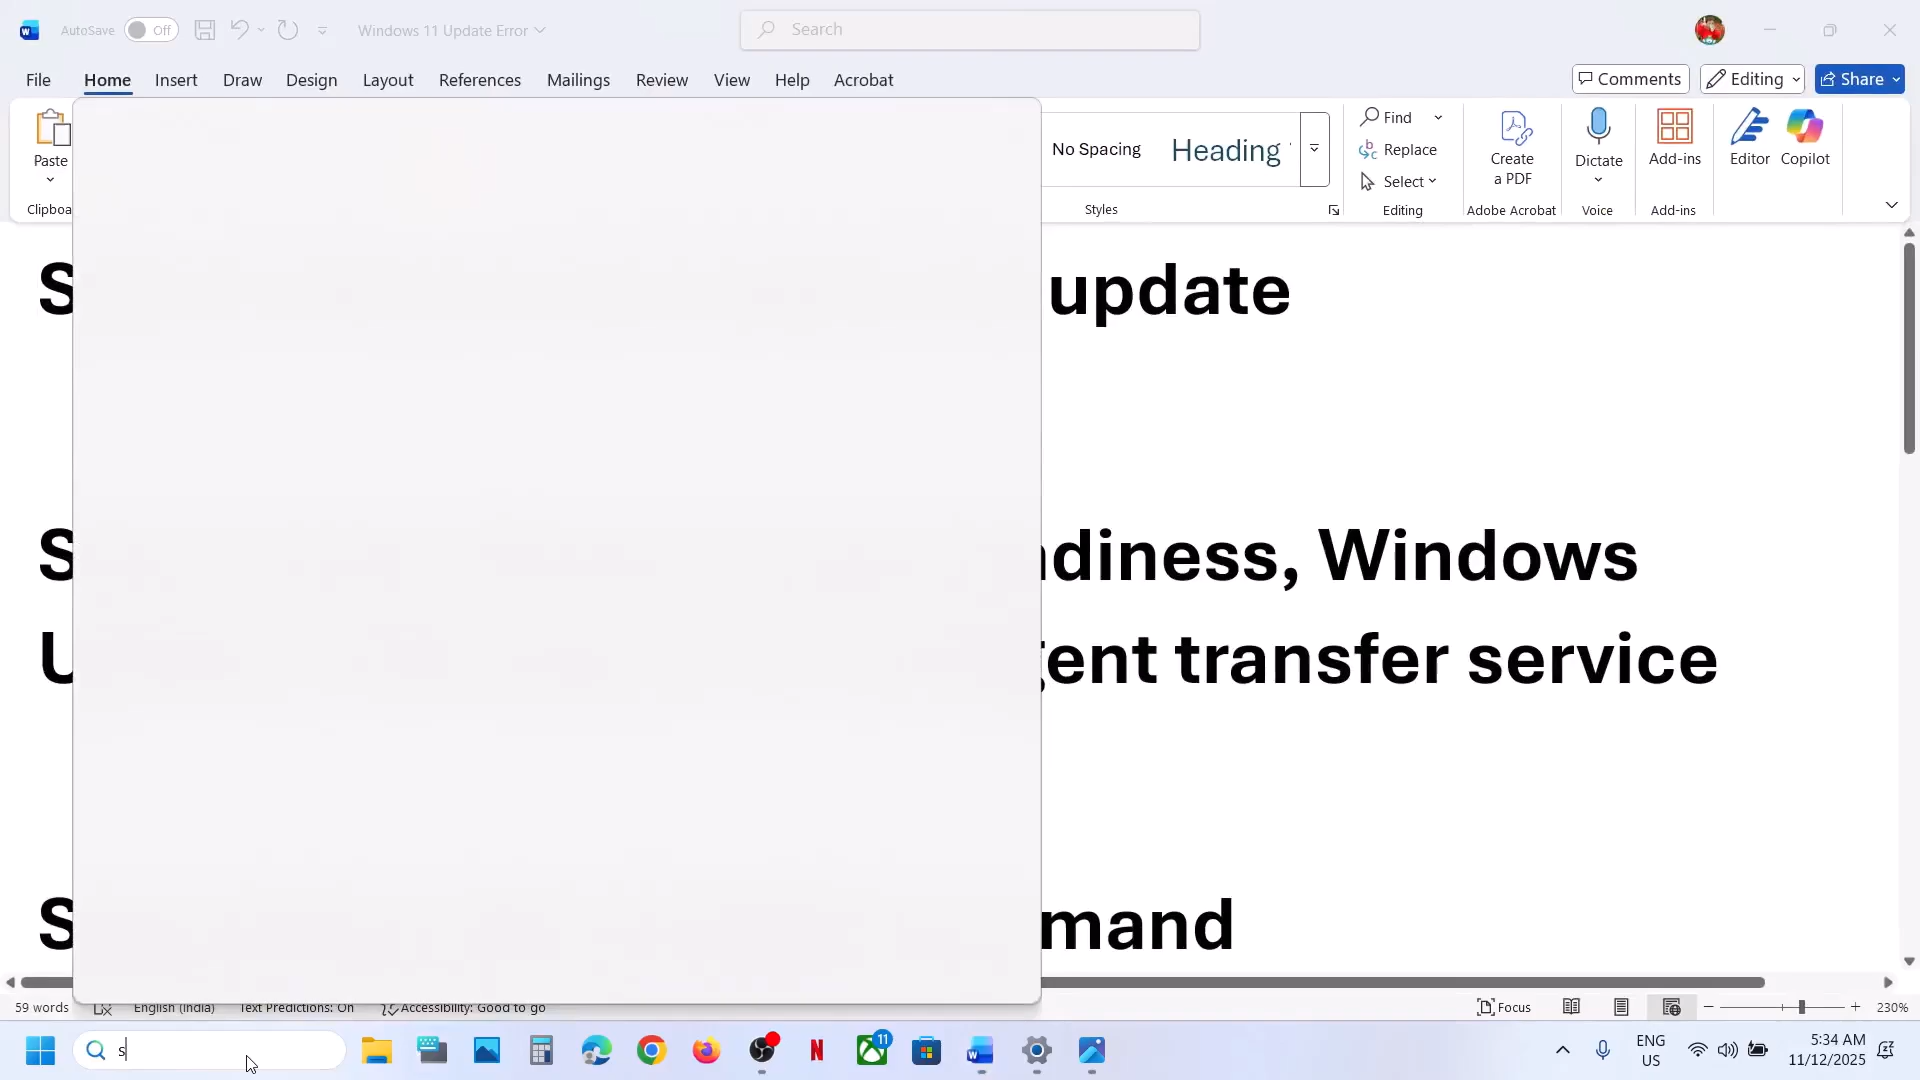 AutoSave Off Windows 11 Update Error Search
File Home Insert Draw Design Layout References Mailings Review View Help Acrobat Comments Editing Share
Paste
Clipboa
No Spacing Heading
Styles
Find
Replace
Select
Editing
Create
a PDF
Adobe Acrobat
Dictate
Voice
Add-ins
Add-ins
Editor
Copilot
S update
S adiness, Windows
U gent transfer service
S mand
59 words English (India) Text Predictions: On Accessibility: Good to go Focus 230%
s 11 ENG
US
5:34 AM
11/12/2025